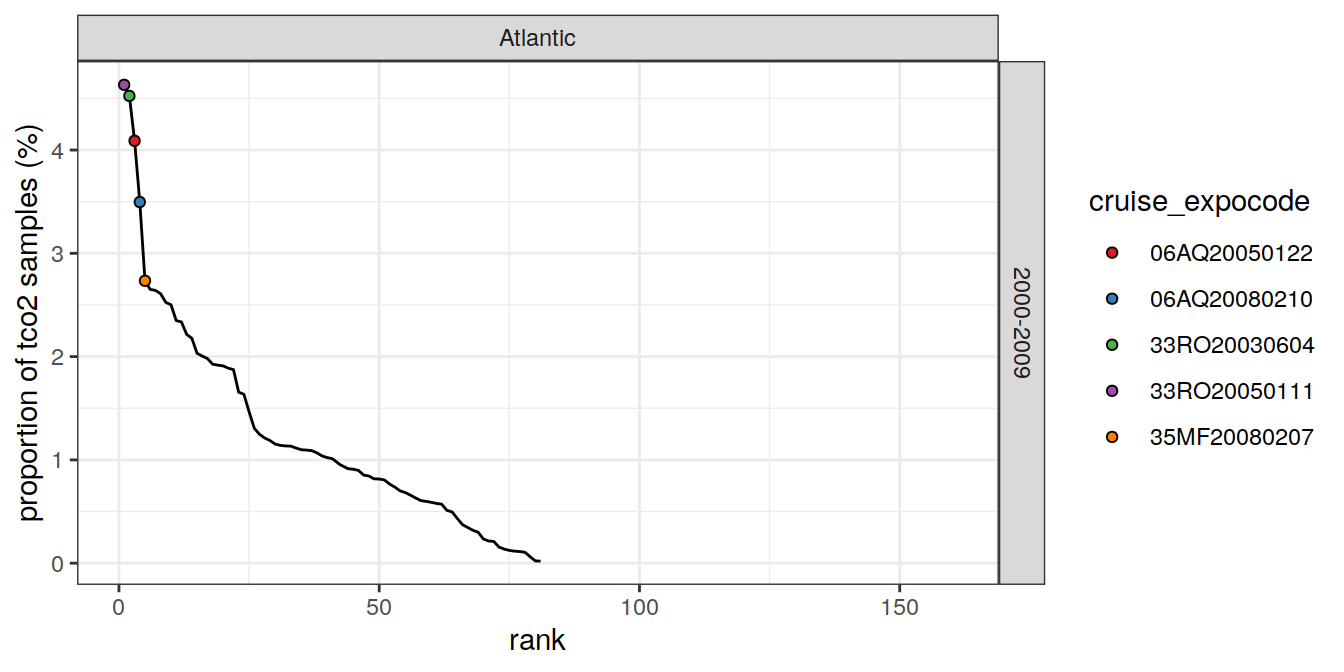 Atlantic
proportion of tco2 samples (%)
4
3
2
1
0
0
50
100
150
rank
2000-2009
cruise_expocode
06AQ20050122
06AQ20080210
33RO20030604
33RO20050111
35MF20080207